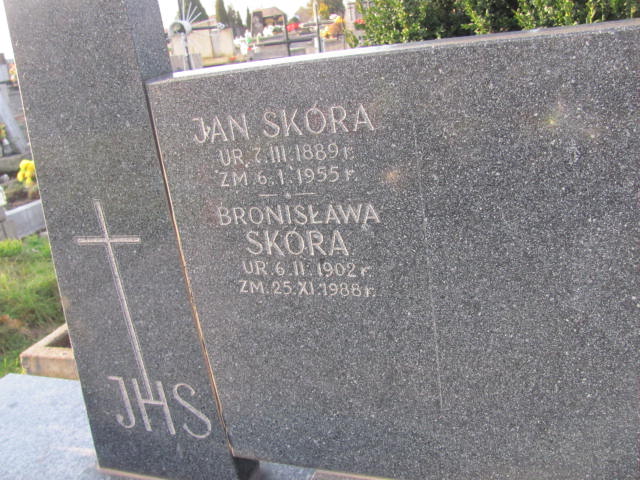 JAN SKÓRA
UR. 7. III. 1889 r.
ZM. 6. I. 1955 r.
BRONISŁAWA
SKÓRA
UR. 6. II. 1902 r.
ZM. 25. XI. 1988 r.
JHS